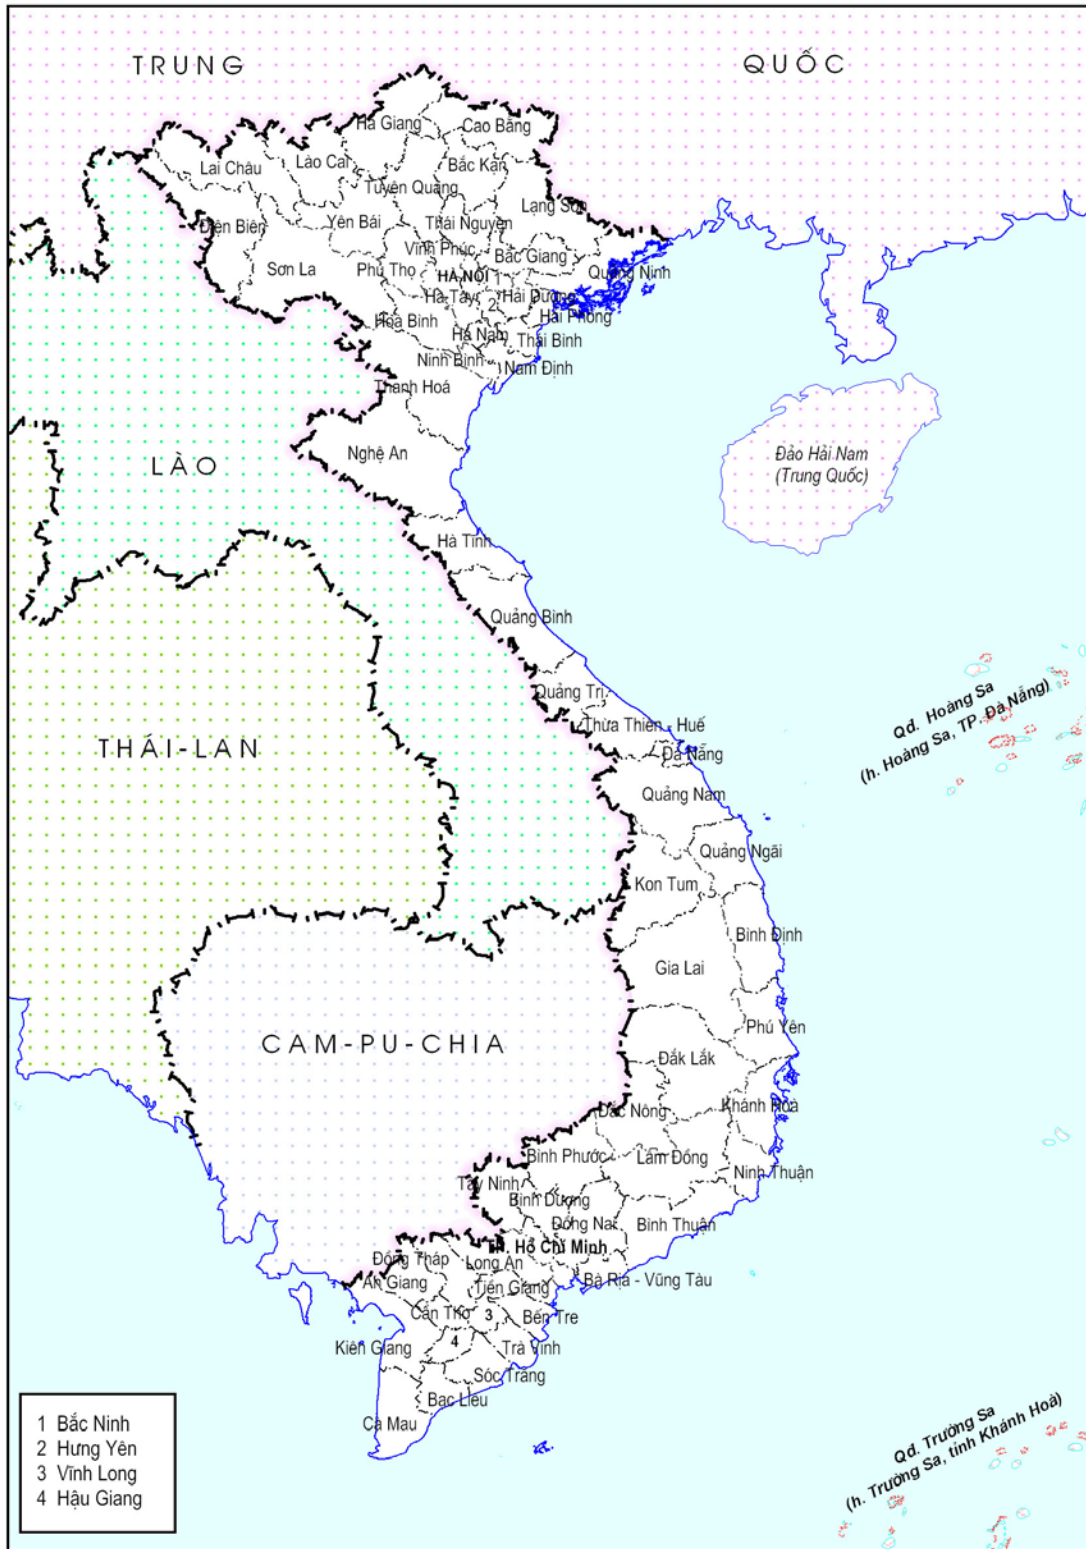 TRUNG
QUỐC
Hà Giang
Cao Bằng
Lai Châu
Lào Cai
Bắc Kạn
Tuyên Quang
Lạng Sơn
Điện Biên
Yên Bái
Thái Nguyên
Vĩnh Phúc
Bắc Giang
Sơn La
Phú Thọ
HÀ NỘI
1
Quảng Ninh
Hà Tây
2
Hải Dương
Hải Phòng
Hoà Bình
Hà Nam
Thái Bình
Ninh Bình
Nam Định
Thanh Hoá
Nghệ An
Đảo Hải Nam
(Trung Quốc)
LÀO
Hà Tĩnh
Quảng Bình
Quảng Trị
Thừa Thiên - Huế
Qđ. Hoàng Sa
(h. Hoàng Sa, TP. Đà Nẵng)
THÁI-LAN
Đà Nẵng
Quảng Nam
Quảng Ngãi
Kon Tum
Bình Định
Gia Lai
Phú Yên
CAM-PU-CHIA
Đắk Lắk
Khánh Hoà
Đắc Nông
Bình Phước
Lâm Đồng
Ninh Thuận
Tây Ninh
Bình Dương
Đồng Nai
Bình Thuận
TP. Hồ Chí Minh
Đồng Tháp
Long An
An Giang
Tiền Giang
Bà Rịa - Vũng Tàu
Cần Thơ
3
Bến Tre
Kiên Giang
4
Trà Vinh
Sóc Trăng
Bạc Liêu
Cà Mau
Qđ. Trường Sa
(h. Trường Sa, tỉnh Khánh Hoà)
1 Bắc Ninh
2 Hưng Yên
3 Vĩnh Long
4 Hậu Giang